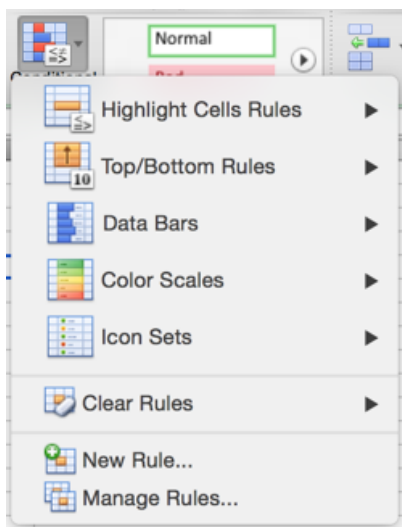 Normal
Highlight Cells Rules
10
Top/Bottom Rules
Data Bars
Color Scales
Icon Sets
Clear Rules
New Rule...
Manage Rules...